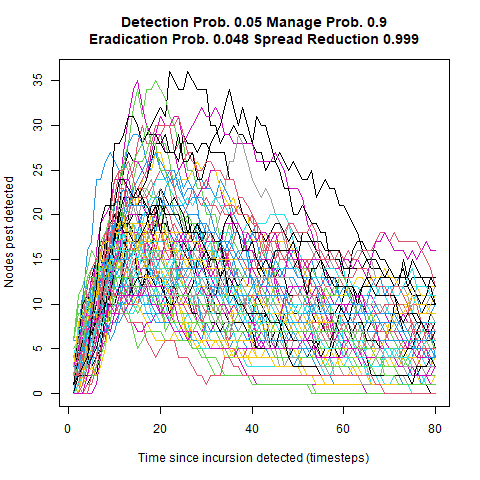 Detection Prob. 0.05 Manage Prob. 0.9
Eradication Prob. 0.048 Spread Reduction 0.999
Nodes pest detected
35
30
25
20
15
10
5
0
0 20 40 60 80
Time since incursion detected (timesteps)